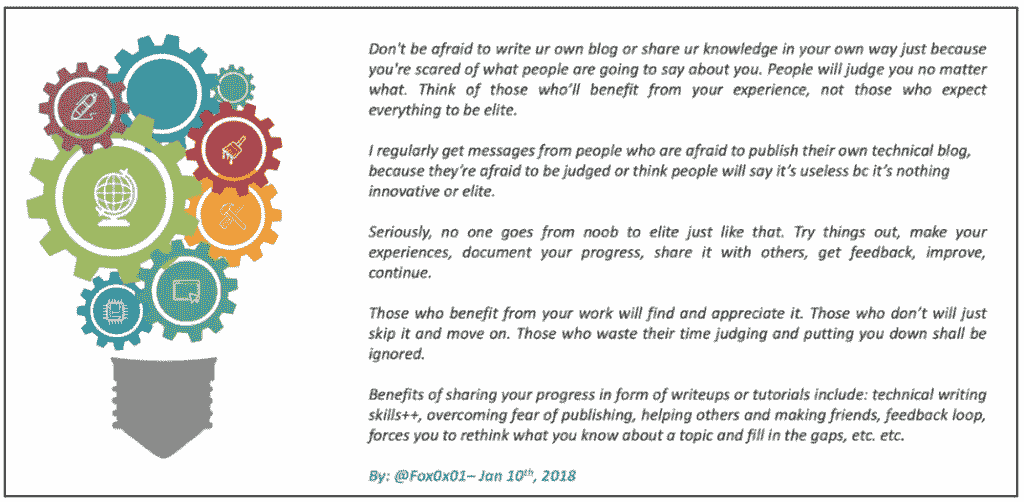 Don't be afraid to write ur own blog or share ur knowledge in your own way just because
you're scared of what people are going to say about you. People will judge you no matter
what. Think of those who'll benefit from your experience, not those who expect
everything to be elite.
I regularly get messages from people who are afraid to publish their own technical blog,
because they're afraid to be judged or think people will say it's useless bc it's nothing
innovative or elite.
Seriously, no one goes from noob to elite just like that. Try things out, make your
experiences, document your progress, share it with others, get feedback, improve,
continue.
Those who benefit from your work will find and appreciate it. Those who don't will just
skip it and move on. Those who waste their time judging and putting you down shall be
ignored.
Benefits of sharing your progress in form of writeups or tutorials include: technical writing
skills++, overcoming fear of publishing, helping others and making friends, feedback loop,
forces you to rethink what you know about a topic and fill in the gaps, etc. etc.
By: @Fox0x01– Jan 10th, 2018